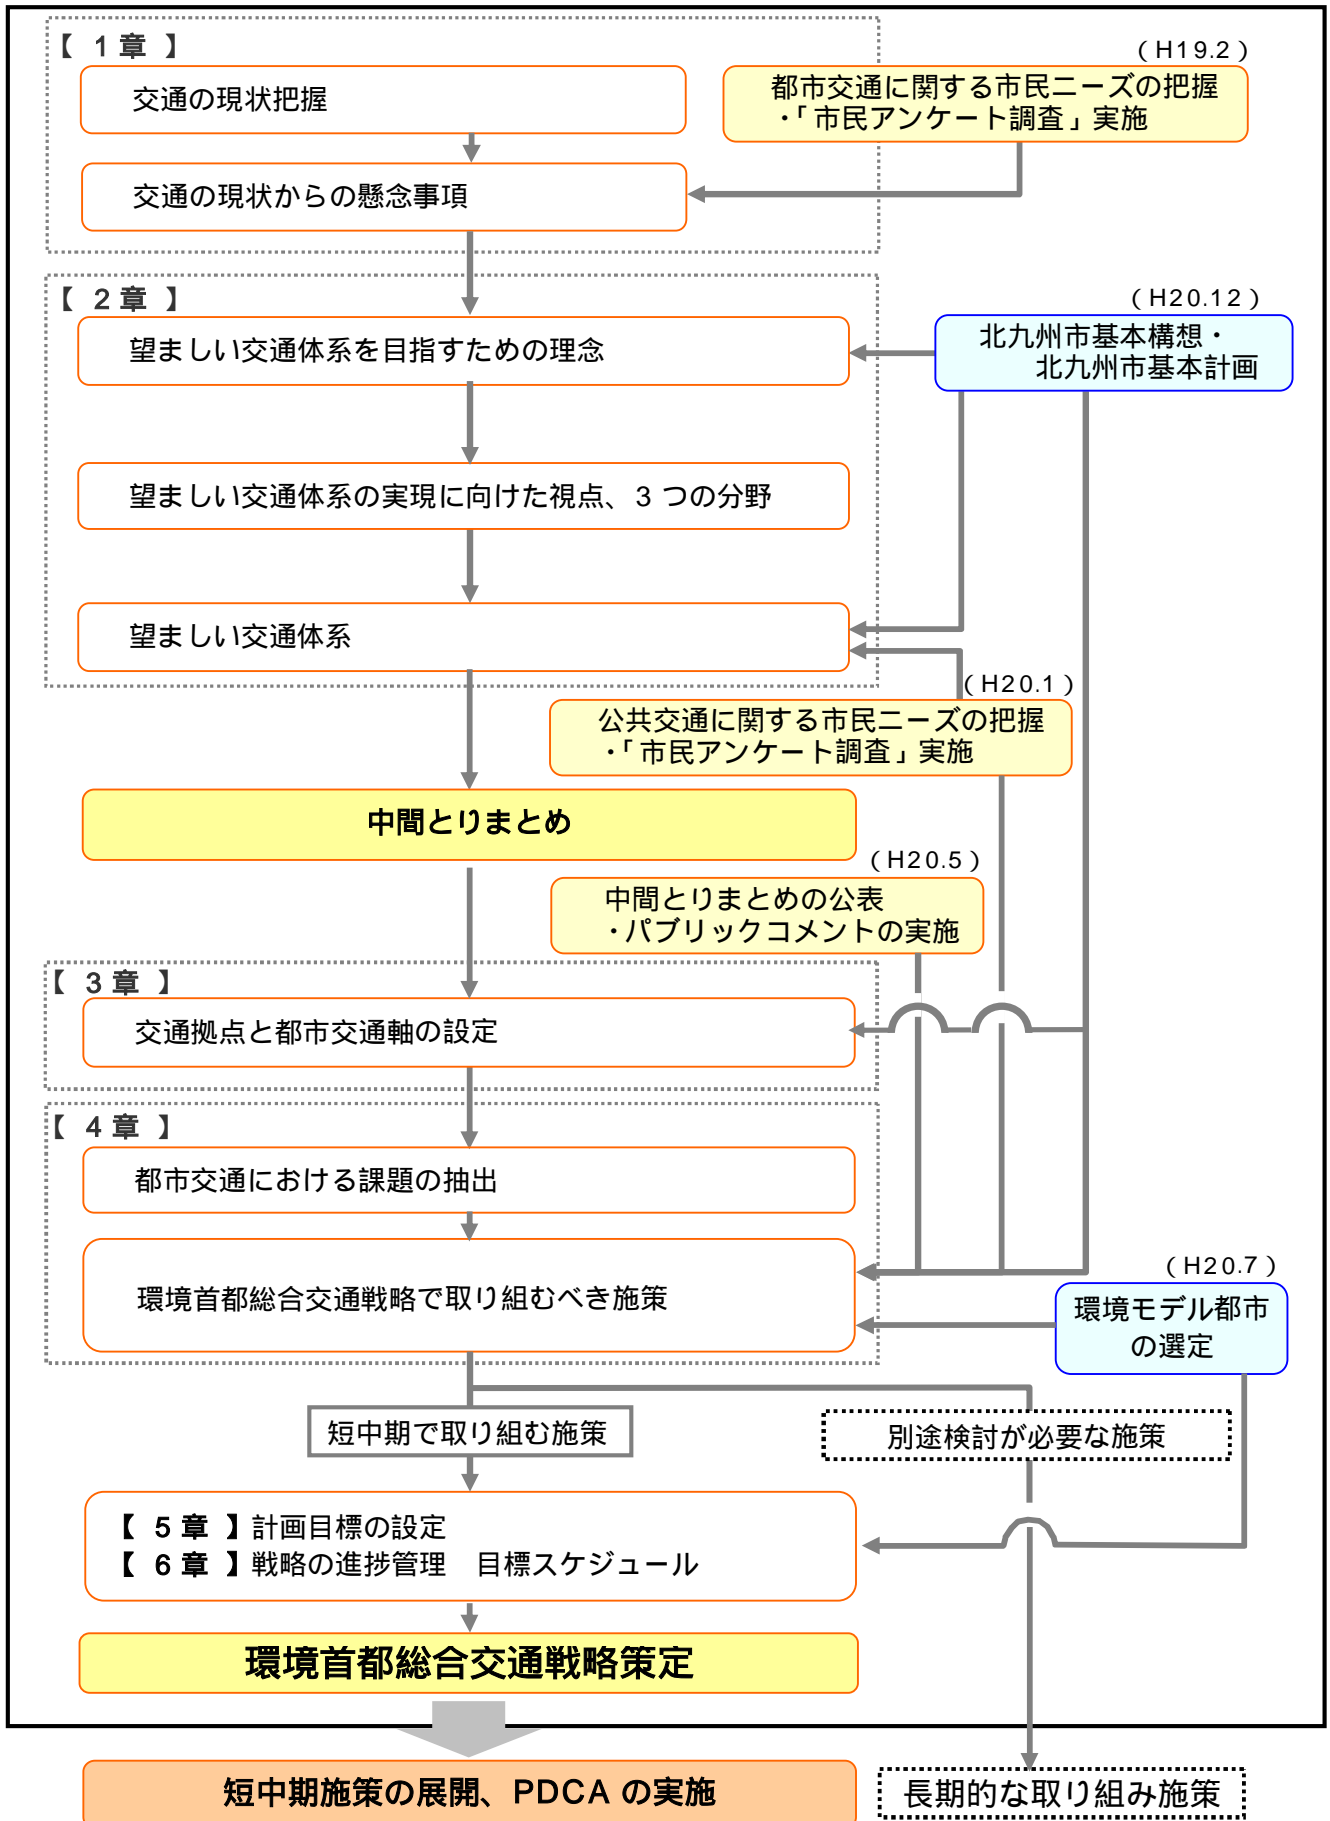 【 1章 】
（H19.2）
交通の現状把握
都市交通に関する市民ニーズの把握
・「市民アンケート調査」実施
交通の現状からの懸念事項
【 2章 】
（H20.12）
望ましい交通体系を目指すための理念
北九州市基本構想・
北九州市基本計画
望ましい交通体系の実現に向けた視点、3つの分野
望ましい交通体系
（H20.1）
公共交通に関する市民ニーズの把握
・「市民アンケート調査」実施
中間とりまとめ
（H20.5）
中間とりまとめの公表
・パブリックコメントの実施
【 3章 】
交通拠点と都市交通軸の設定
【 4章 】
都市交通における課題の抽出
環境首都総合交通戦略で取り組むべき施策
（H20.7）
環境モデル都市
の選定
短中期で取り組む施策
別途検討が必要な施策
【 5章 】計画目標の設定
【 6章 】戦略の進捗管理　目標スケジュール
環境首都総合交通戦略策定
短中期施策の展開、PDCA の実施
長期的な取り組み施策